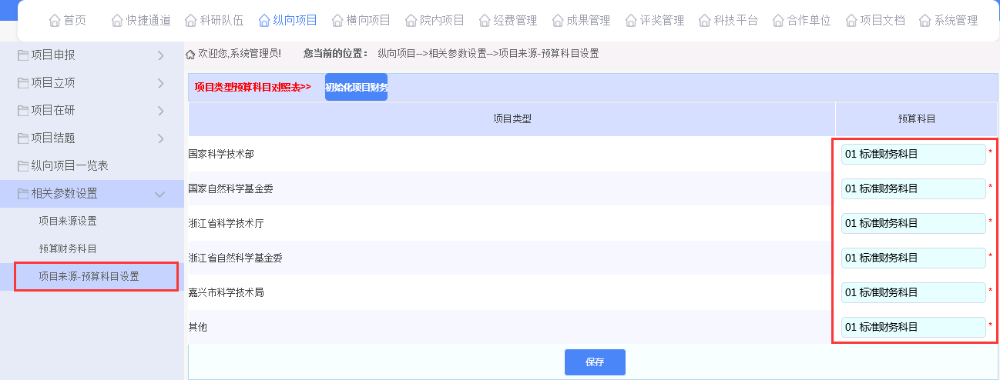 首页 快捷通道 科研队伍 纵向项目 横向项目 院内项目 经费管理 成果管理 评奖管理 科技平台 合作单位 项目文档 系统管理
项目申报
项目立项
项目在研
项目结题
纵向项目一览表
相关参数设置
项目来源设置
预算财务科目
项目来源-预算科目设置
欢迎您,系统管理员! 您当前的位置： 纵向项目-->相关参数设置-->项目来源-预算科目设置
项目类型预算科目对照表>> 初始化项目财务
项目类型 预算科目
国家科学技术部 01 标准财务科目 *
国家自然科学基金委 01 标准财务科目 *
浙江省科学技术厅 01 标准财务科目 *
浙江省自然科学基金委 01 标准财务科目 *
嘉兴市科学技术局 01 标准财务科目 *
其他 01 标准财务科目 *
保存